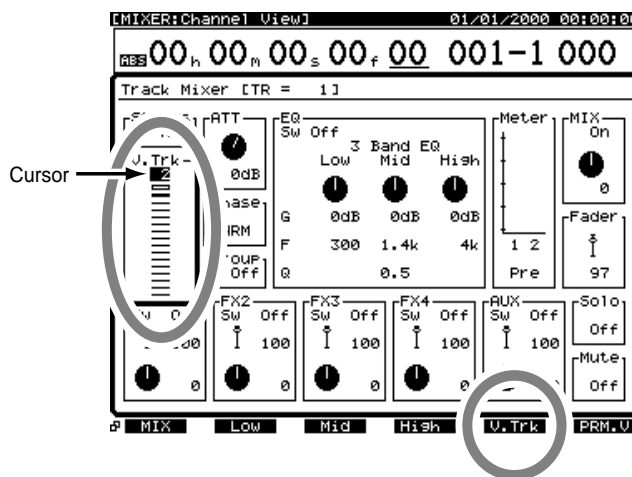 [MIXER:Channel View] 01/01/2000 00:00:0
ABS 00h 00m 00s 00f 00 001-1 000
Track Mixer [TR = 1]
ATT
0dB
EQ
Sw Off
3 Band EQ
Low Mid High
G 0dB 0dB 0dB
F 300 1.4k 4k
Q 0.5
Meter
1 2
Pre
MIX
On
0
V.Trk
2
Cursor
Off
Fader
97
FX2
Sw Off
100
0
FX3
Sw Off
100
0
FX4
Sw Off
100
0
AUX
Sw Off
100
0
Solo
Off
Mute
Off
MIX Low Mid High V.Trk PRM.V